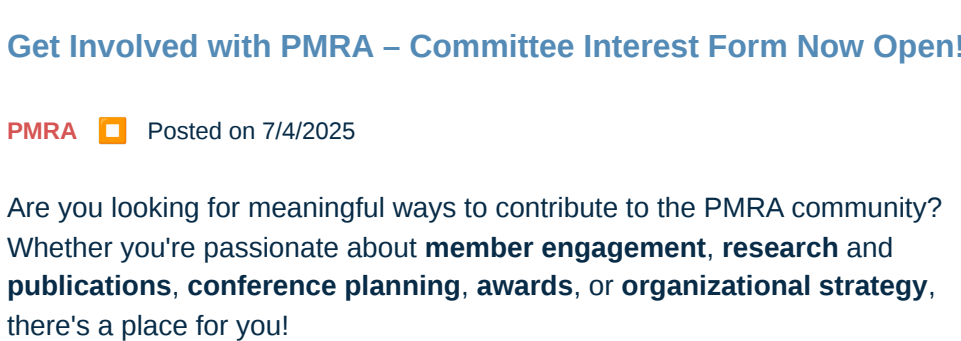 Get Involved with PMRA – Committee Interest Form Now Open!
PMRA Posted on 7/4/2025
Are you looking for meaningful ways to contribute to the PMRA community?
Whether you're passionate about member engagement, research and
publications, conference planning, awards, or organizational strategy,
there's a place for you!